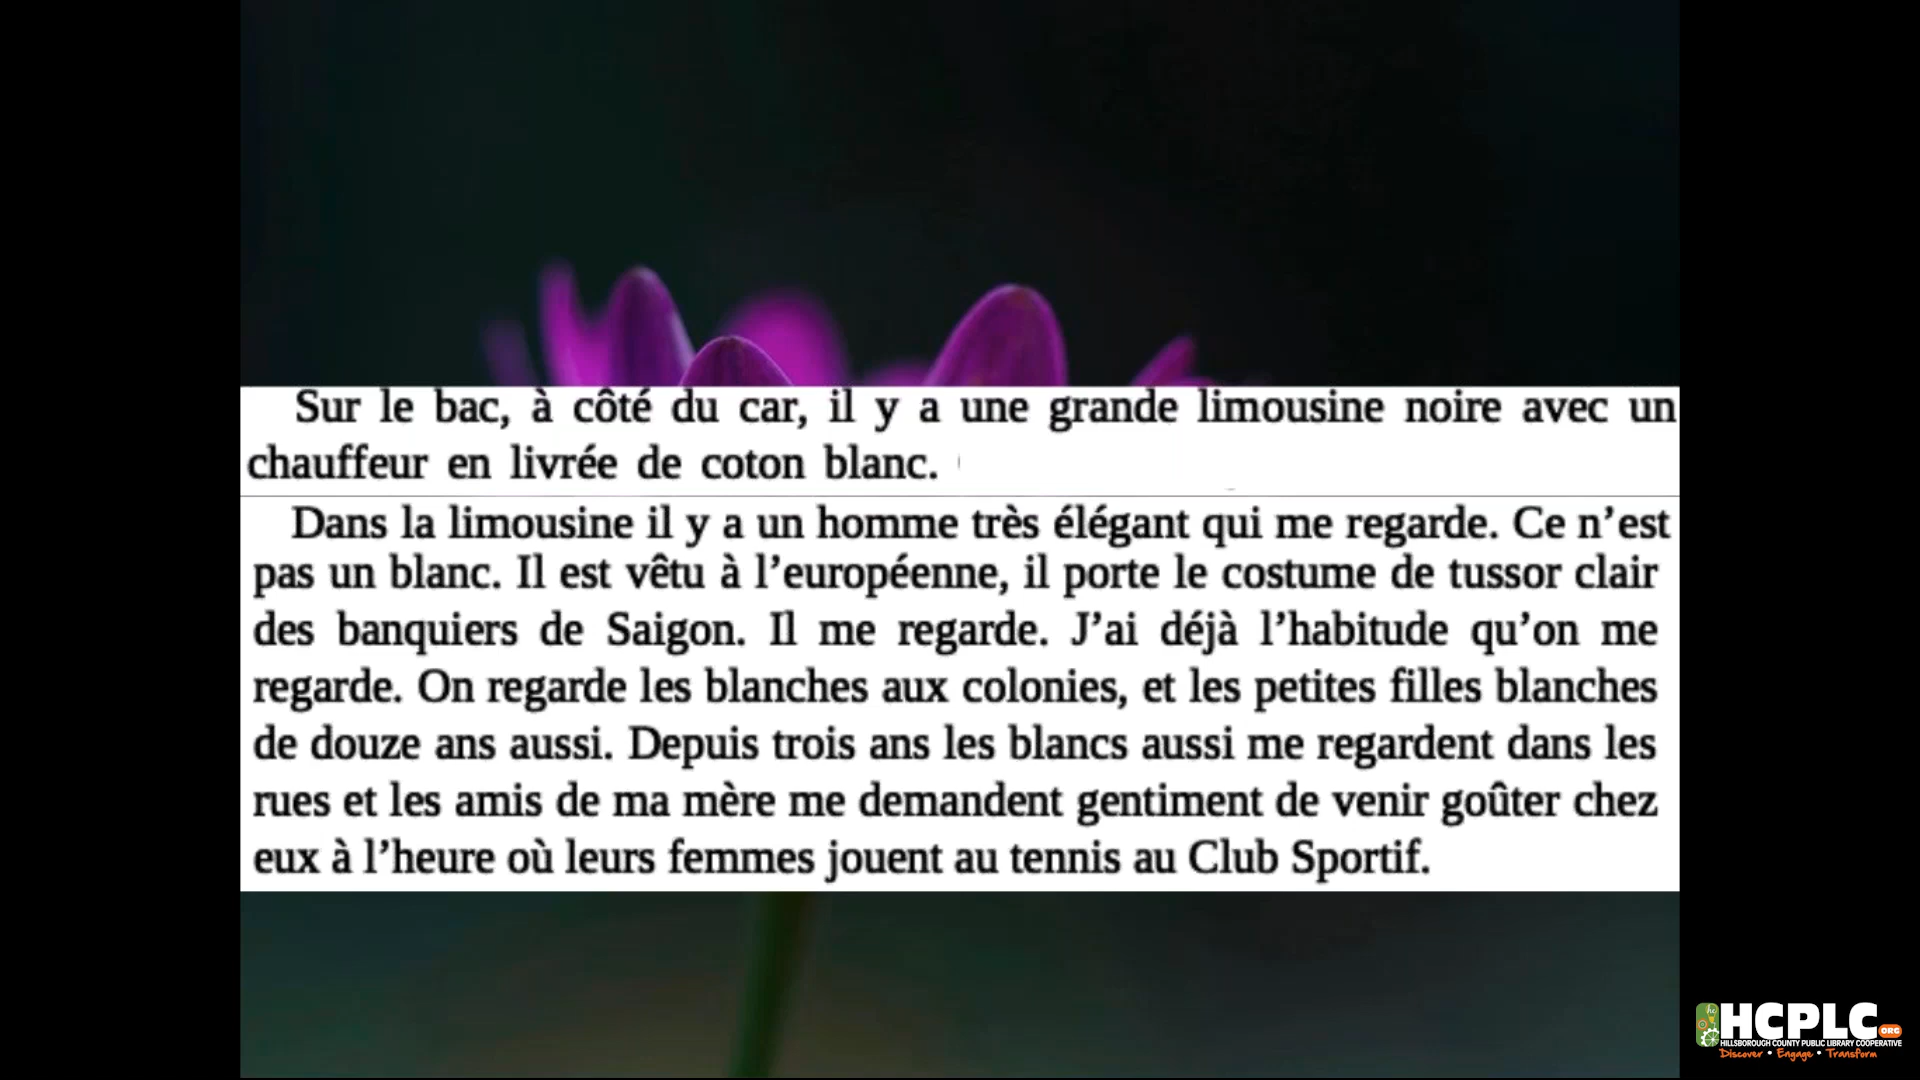 Sur le bac, à côté du car, il y a une grande limousine noire avec un
chauffeur en livrée de coton blanc.
Dans la limousine il y a un homme très élégant qui me regarde. Ce n’est
pas un blanc. Il est vêtu à l’européenne, il porte le costume de tussor clair
des banquiers de Saigon. Il me regarde. J’ai déjà l’habitude qu’on me
regarde. On regarde les blanches aux colonies, et les petites filles blanches
de douze ans aussi. Depuis trois ans les blancs aussi me regardent dans les
rues et les amis de ma mère me demandent gentiment de venir goûter chez
eux à l’heure où leurs femmes jouent au tennis au Club Sportif.
HCPLC.ORG
HILLSBOROUGH COUNTY PUBLIC LIBRARY COOPERATIVE
Discover • Engage • Transform